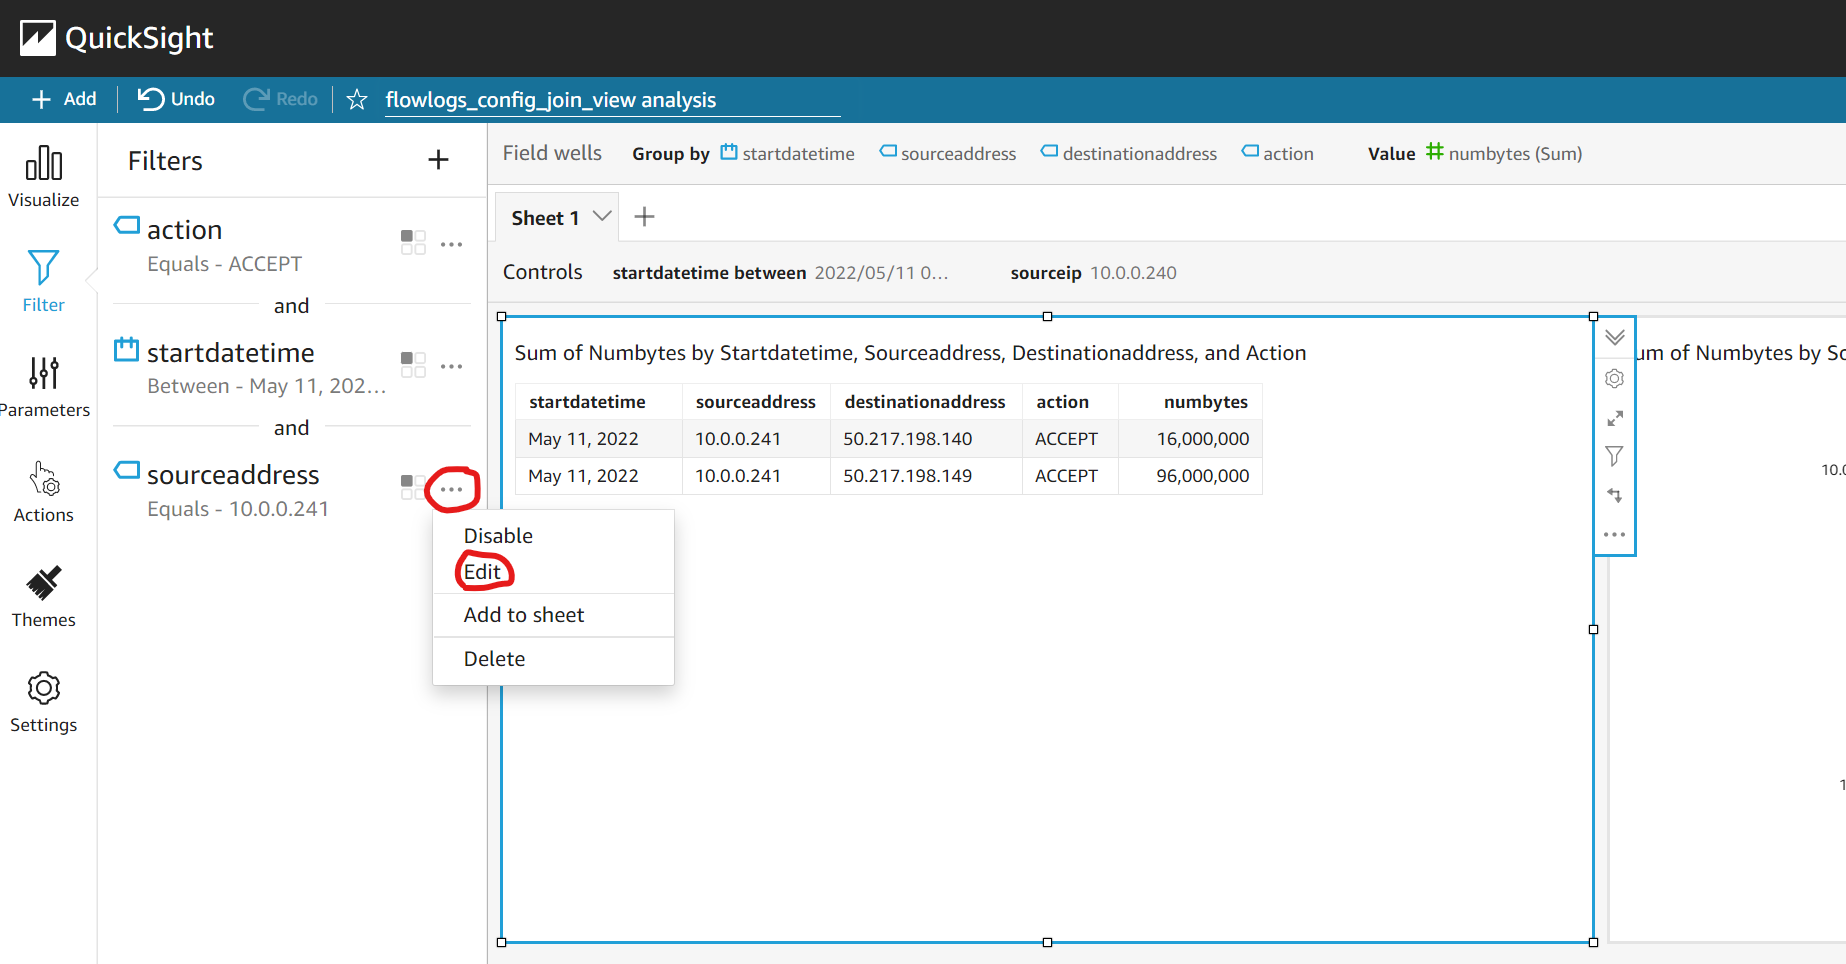 QuickSight
Add Undo Redo flowlogs_config_join_view analysis
Visualize
Filter
Parameters
Actions
Themes
Settings
Filters
action
Equals - ACCEPT
and
startdatetime
Between - May 11, 202...
and
sourceaddress
Equals - 10.0.0.241
Disable
Edit
Add to sheet
Delete
Field wells Group by startdatetime sourceaddress destinationaddress action Value numbytes (Sum)
Sheet 1
Controls startdatetime between 2022/05/11 0... sourceip 10.0.0.240
Sum of Numbytes by Startdatetime, Sourceaddress, Destinationaddress, and Action
startdatetime sourceaddress destinationaddress action numbytes
May 11, 2022 10.0.0.241 50.217.198.140 ACCEPT 16,000,000
May 11, 2022 10.0.0.241 50.217.198.149 ACCEPT 96,000,000
um of Numbytes by So
10.0
1